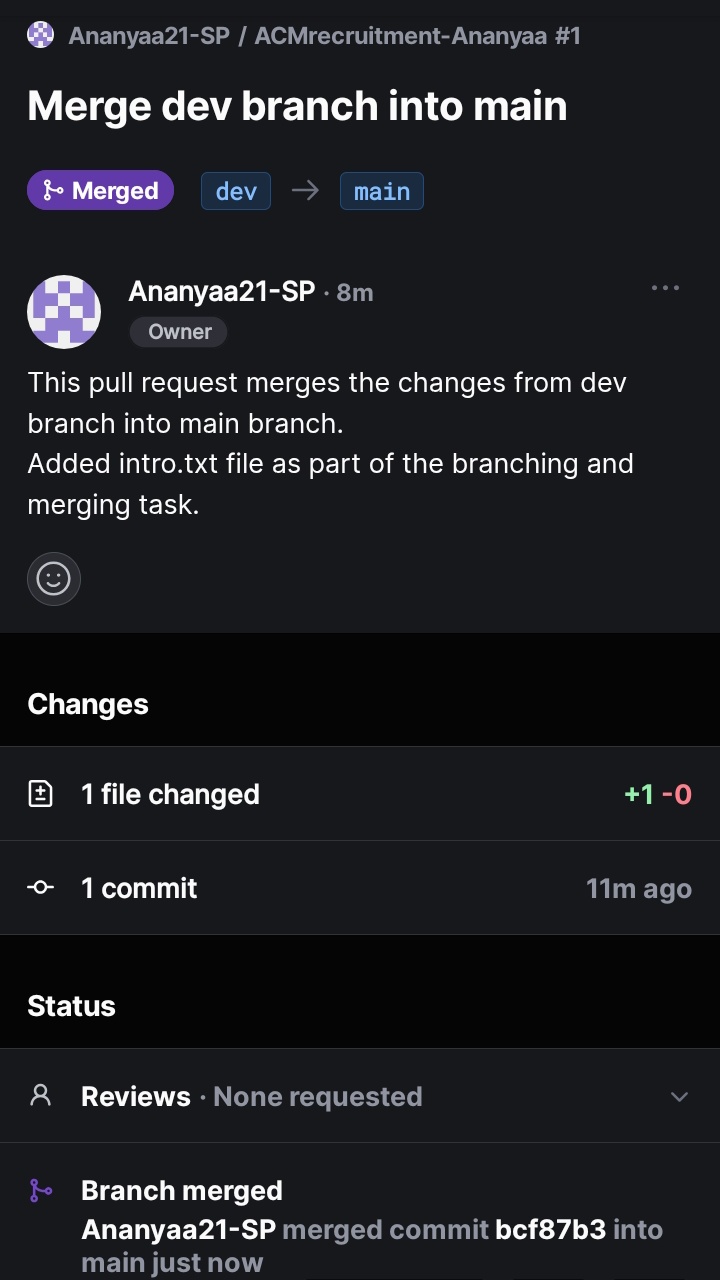 Ananyaa21-SP / ACMrecruitment-Ananyaa #1
Merge dev branch into main
Merged dev → main
Ananyaa21-SP · 8m
Owner
This pull request merges the changes from dev
branch into main branch.
Added intro.txt file as part of the branching and
merging task.
Changes
1 file changed +1 -0
1 commit 11m ago
Status
Reviews · None requested
Branch merged
Ananyaa21-SP merged commit bcf87b3 into
main just now